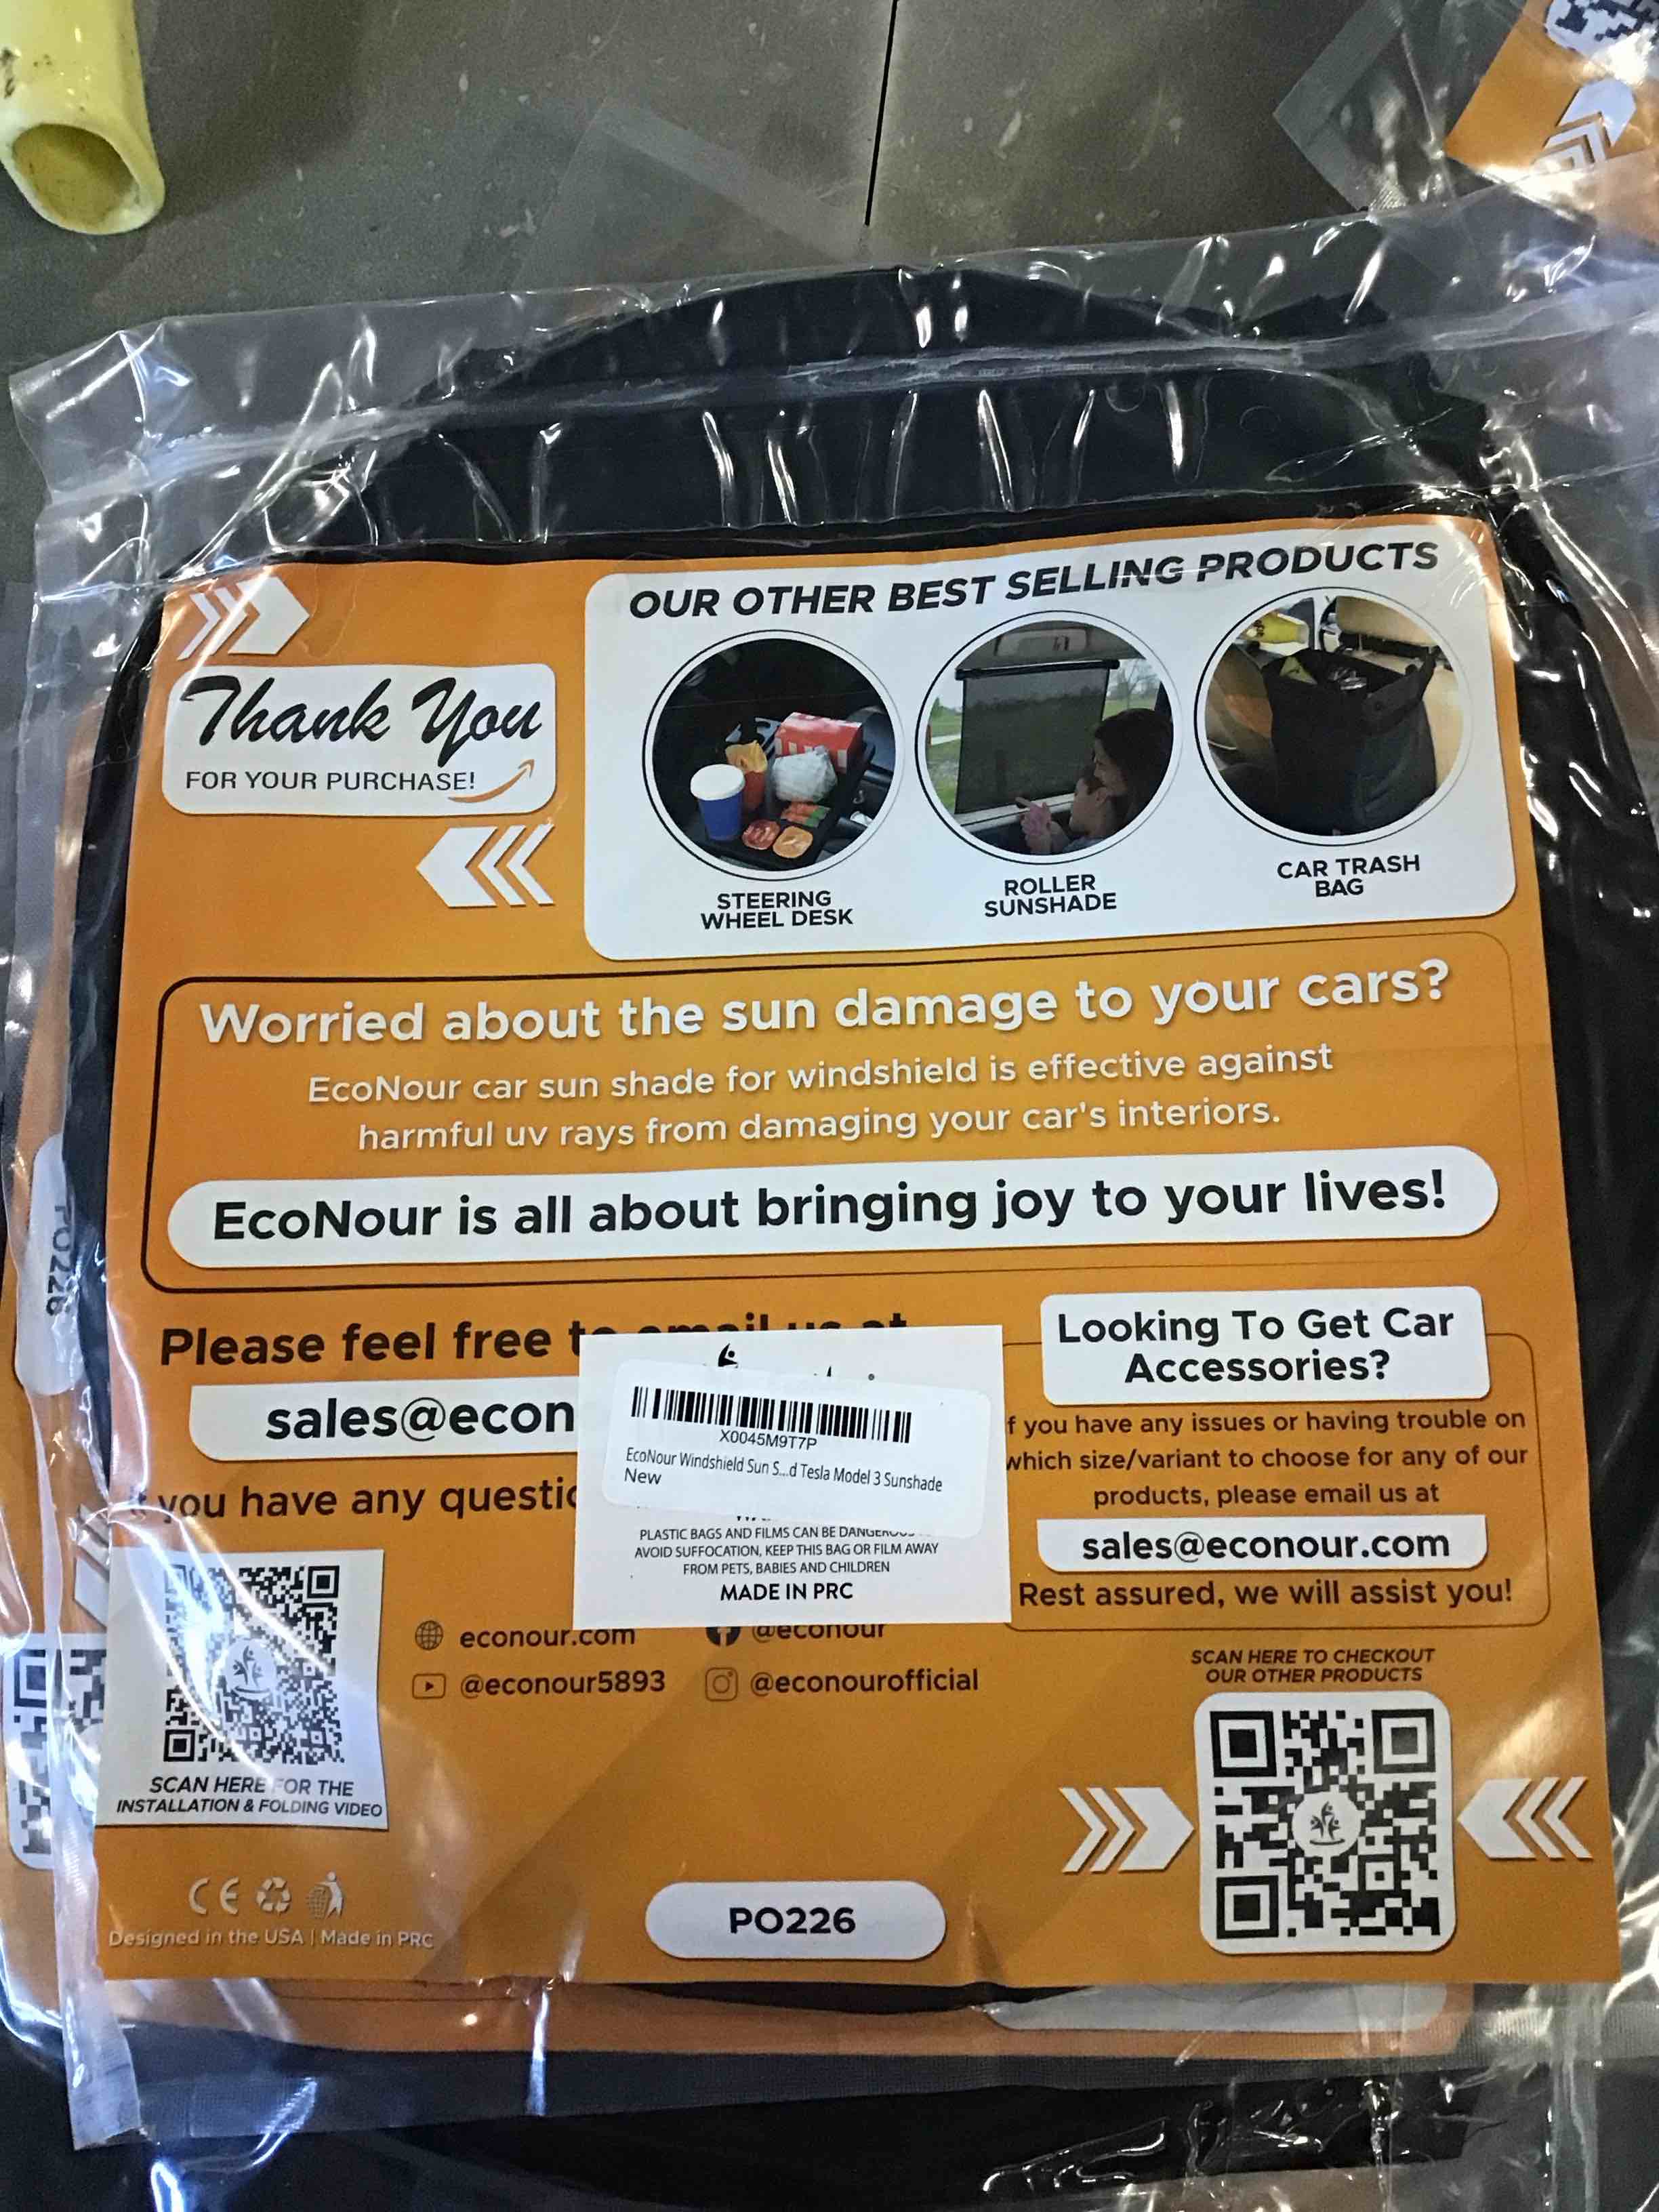 OUR OTHER BEST SELLING PRODUCTS
Thank You
FOR YOUR PURCHASE!
STEERING
WHEEL DESK
ROLLER
SUNSHADE
CAR TRASH
BAG
Worried about the sun damage to your cars?
EcoNour car sun shade for windshield is effective against
harmful uv rays from damaging your car's interiors.
EcoNour is all about bringing joy to your lives!
PO226
Please feel free to email us at
sales@econ
you have any questio
X0045M9T7P
EcoNour Windshield Sun S...d Tesla Model 3 Sunshade
New
PLASTIC BAGS AND FILMS CAN BE DANGEROUS
AVOID SUFFOCATION, KEEP THIS BAG OR FILM AWAY
FROM PETS, BABIES AND CHILDREN
MADE IN PRC
Looking To Get Car
Accessories?
f you have any issues or having trouble on
which size/variant to choose for any of our
products, please email us at
sales@econour.com
Rest assured, we will assist you!
econour.com
@econour
@econour5893
@econourofficial
SCAN HERE FOR THE
INSTALLATION & FOLDING VIDEO
SCAN HERE TO CHECKOUT
OUR OTHER PRODUCTS
CE
Designed in the USA | Made in PRC
PO226